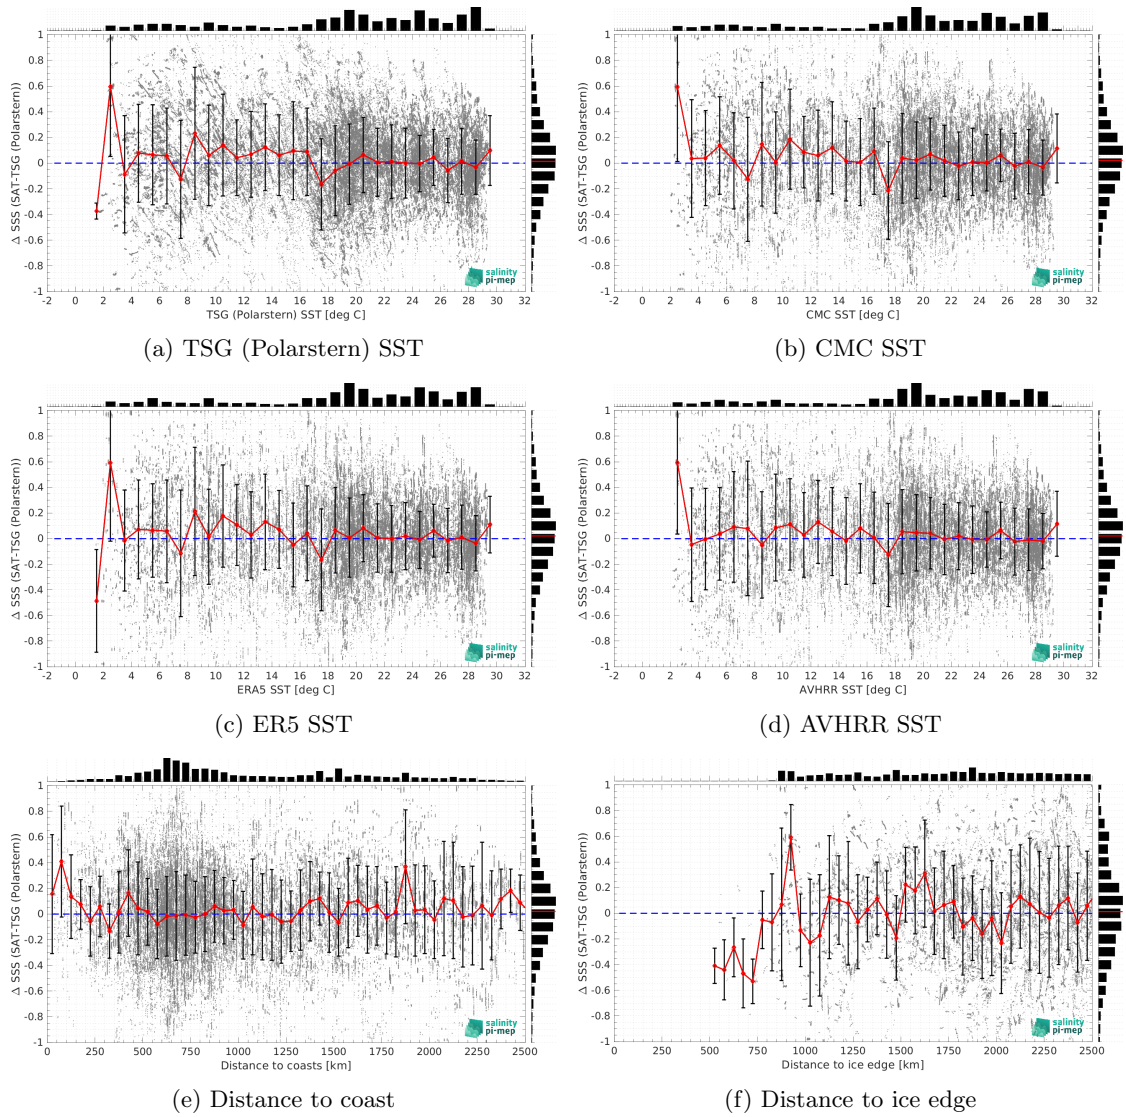 1
0.8
0.6
0.4
0.2
0
-0.2
-0.4
-0.6
-0.8
-1
Δ SSS (SAT-TSG (Polarstern))
salinity
pi-mep
-2 0 2 4 6 8 10 12 14 16 18 20 22 24 26 28 30 32
TSG (Polarstern) SST [deg C]
(a) TSG (Polarstern) SST
1
0.8
0.6
0.4
0.2
0
-0.2
-0.4
-0.6
-0.8
-1
Δ SSS (SAT-TSG (Polarstern))
salinity
pi-mep
-2 0 2 4 6 8 10 12 14 16 18 20 22 24 26 28 30 32
CMC SST [deg C]
(b) CMC SST
1
0.8
0.6
0.4
0.2
0
-0.2
-0.4
-0.6
-0.8
-1
Δ SSS (SAT-TSG (Polarstern))
salinity
pi-mep
-2 0 2 4 6 8 10 12 14 16 18 20 22 24 26 28 30 32
ERA5 SST [deg C]
(c) ER5 SST
1
0.8
0.6
0.4
0.2
0
-0.2
-0.4
-0.6
-0.8
-1
Δ SSS (SAT-TSG (Polarstern))
salinity
pi-mep
-2 0 2 4 6 8 10 12 14 16 18 20 22 24 26 28 30 32
AVHRR SST [deg C]
(d) AVHRR SST
1
0.8
0.6
0.4
0.2
0
-0.2
-0.4
-0.6
-0.8
-1
Δ SSS (SAT-TSG (Polarstern))
salinity
pi-mep
0 250 500 750 1000 1250 1500 1750 2000 2250 2500
Distance to coasts [km]
(e) Distance to coast
1
0.8
0.6
0.4
0.2
0
-0.2
-0.4
-0.6
-0.8
-1
Δ SSS (SAT-TSG (Polarstern))
salinity
pi-mep
0 250 500 750 1000 1250 1500 1750 2000 2250 2500
Distance to ice edge [km]
(f) Distance to ice edge